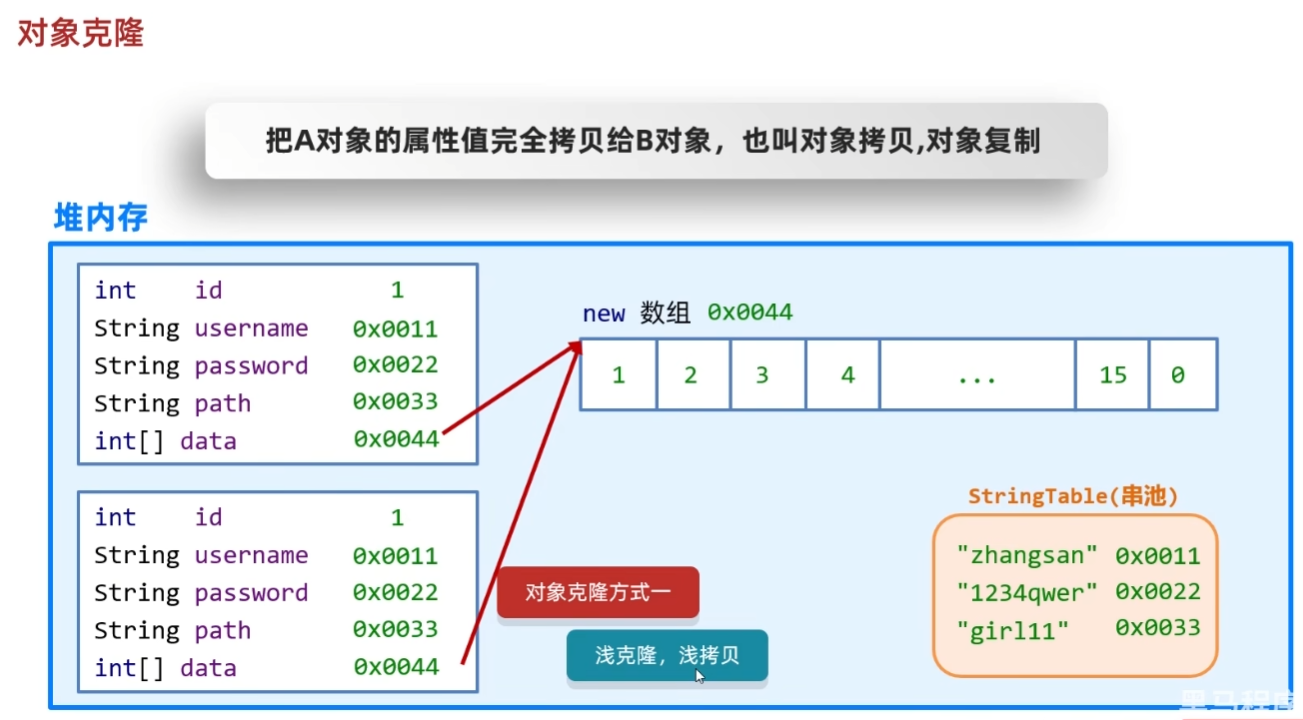 对象克隆
把A对象的属性值完全拷贝给B对象，也叫对象拷贝,对象复制
堆内存
int id 1
String username 0x0011
String password 0x0022
String path 0x0033
int[] data 0x0044
new 数组 0x0044
1 2 3 4 ... 15 0
int id 1
String username 0x0011
String password 0x0022
String path 0x0033
int[] data 0x0044
对象克隆方式一
浅克隆，浅拷贝
StringTable(串池)
"zhangsan" 0x0011
"1234qwer" 0x0022
"girl11" 0x0033
黑马程序